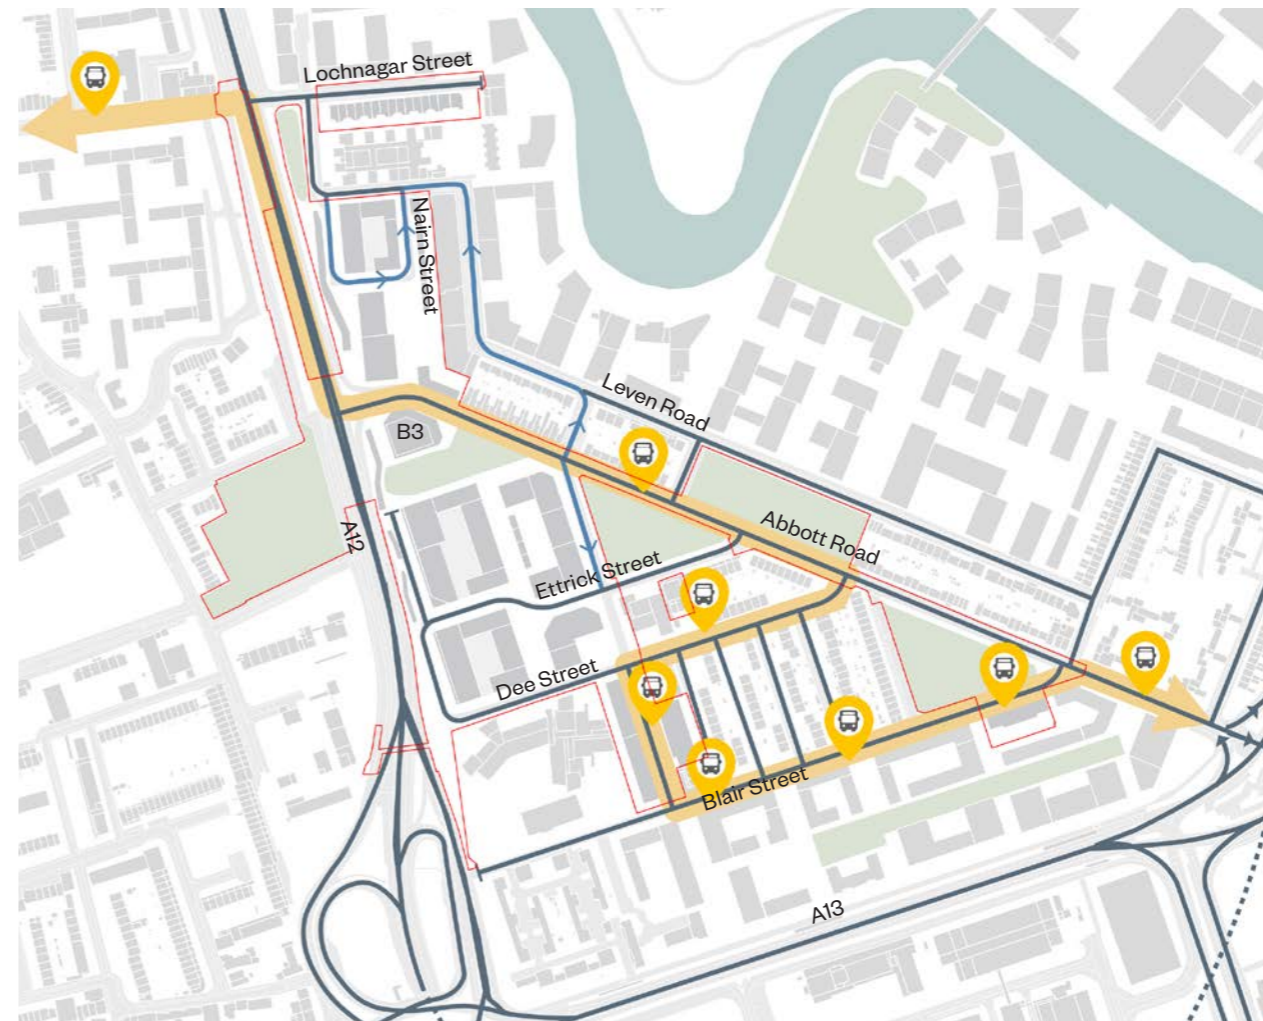 Lochnagar Street
Nairn Street
Leven Road
B3
Abbott Road
A12
Ettrick Street
Dee Street
Blair Street
A13